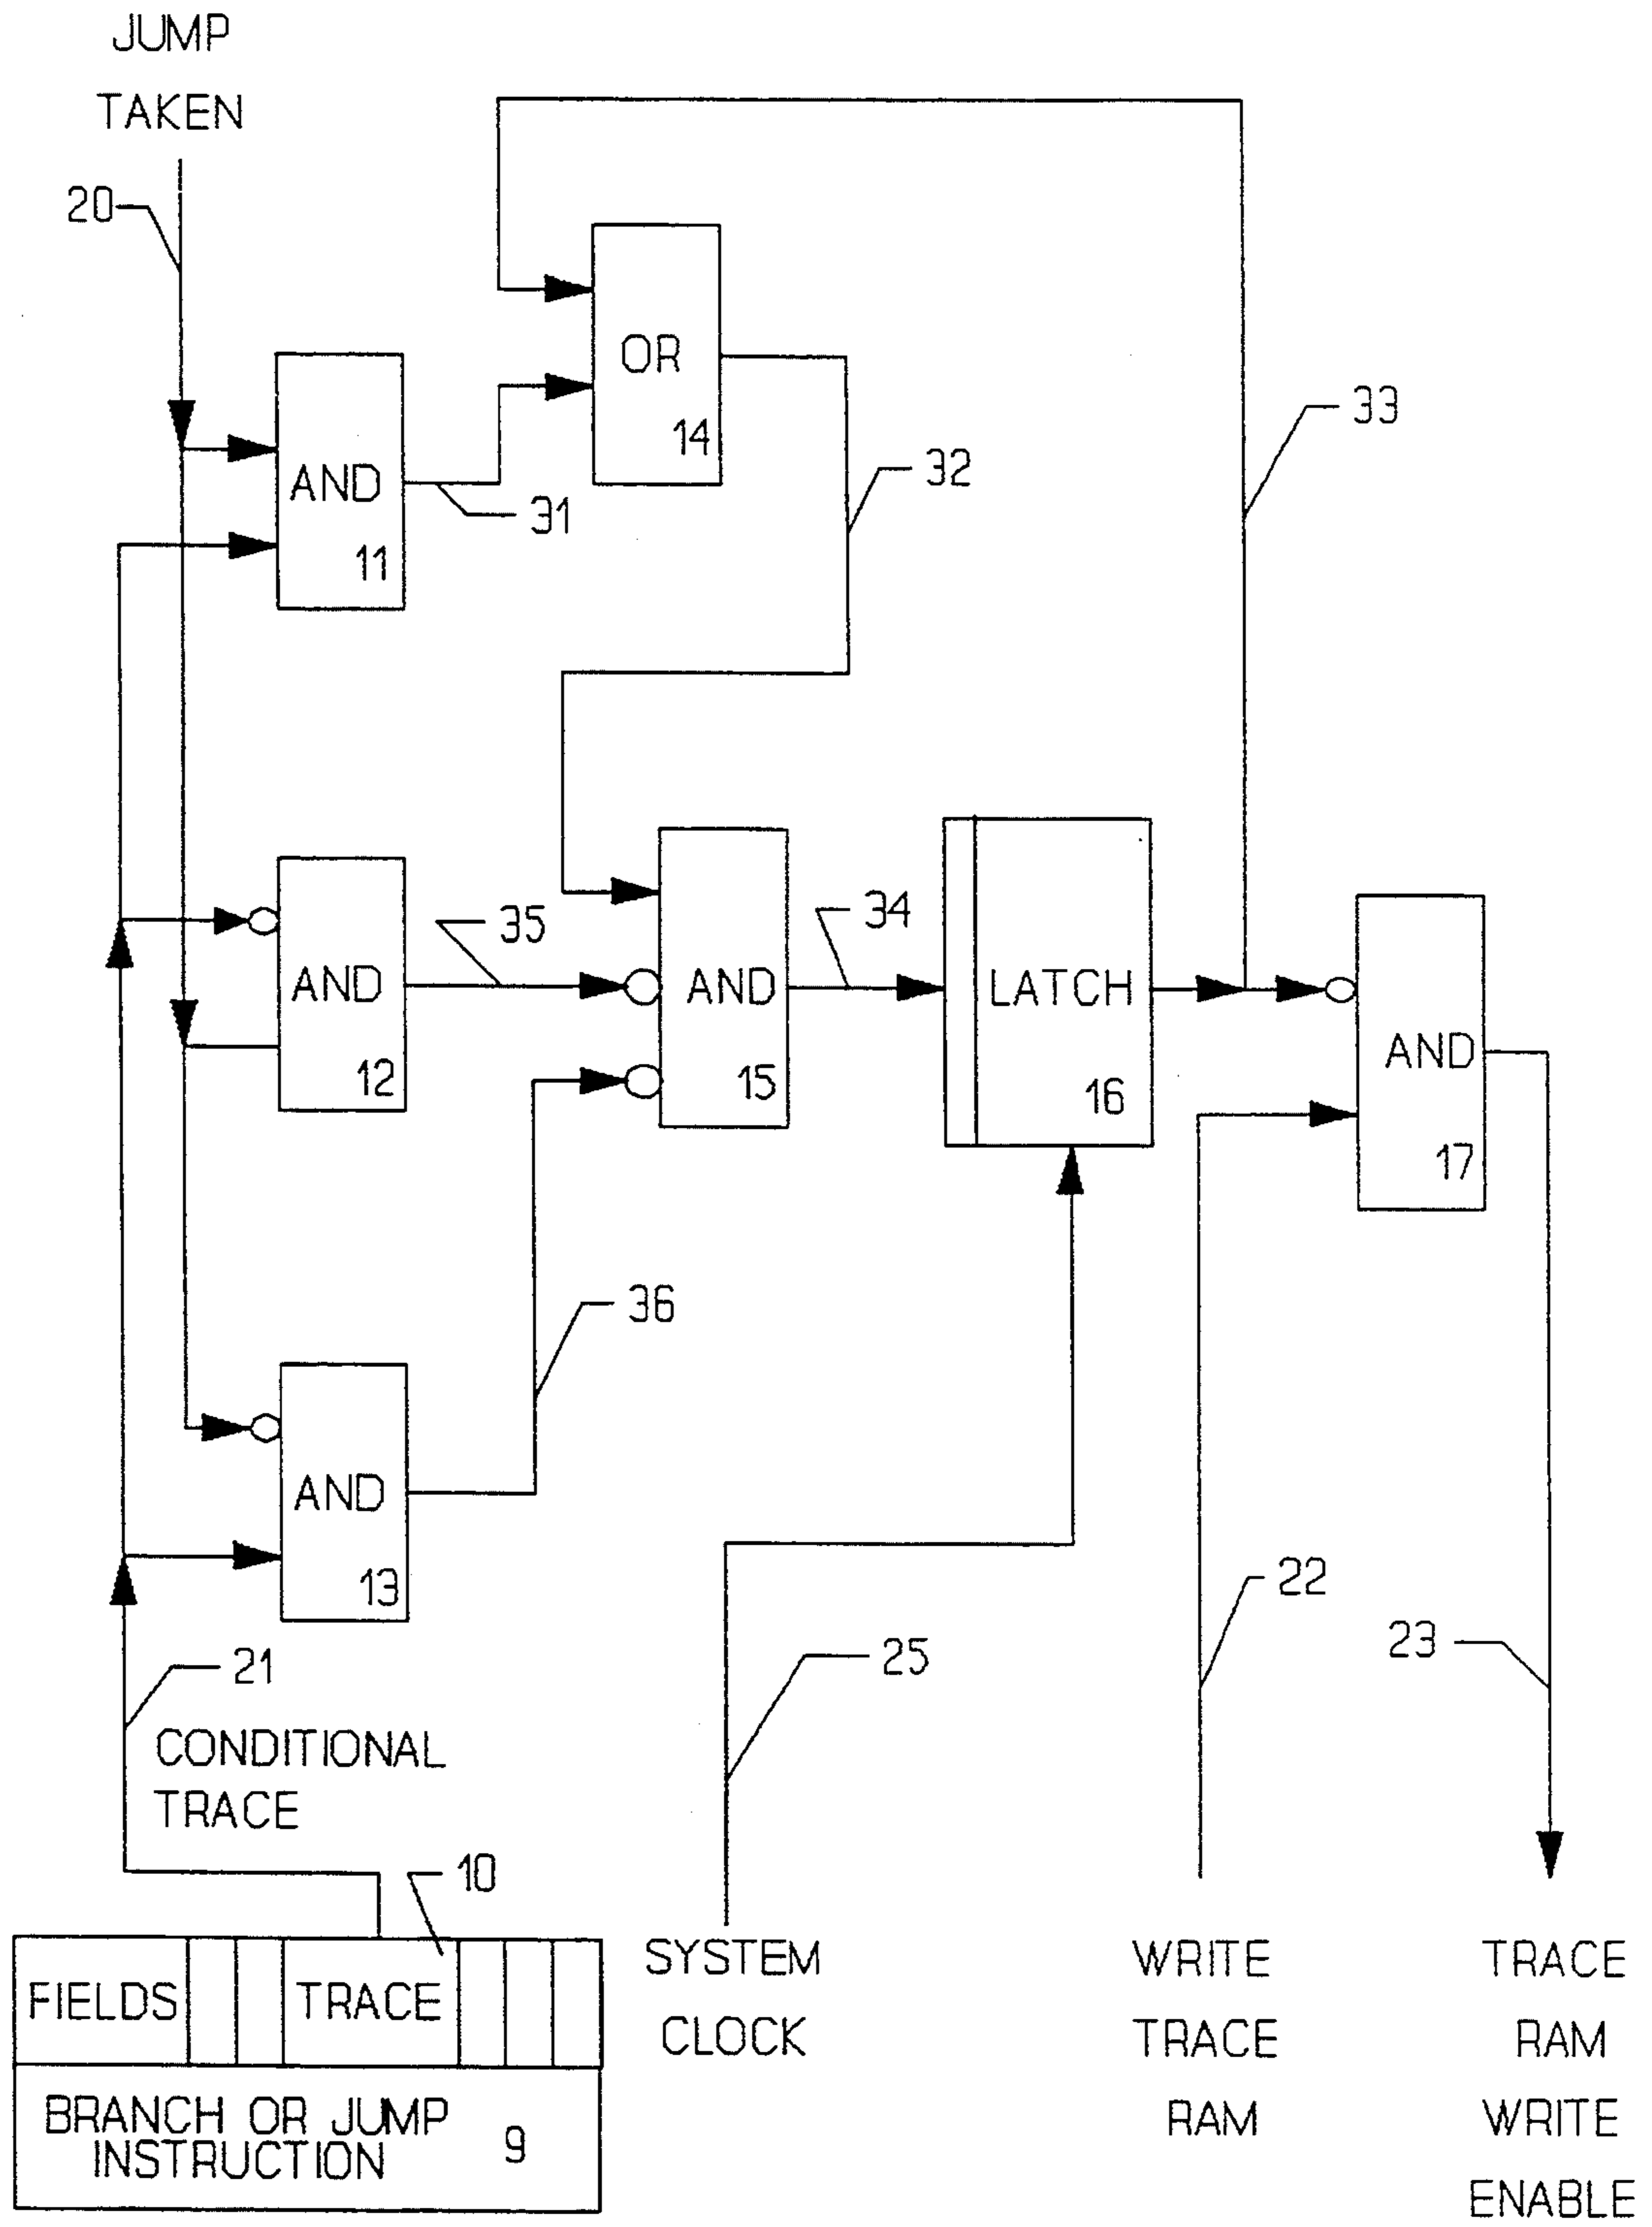 JUMP
TAKEN
20
OR
14
33
32
AND
11
31
35
34
AND
12
AND
15
LATCH
16
AND
17
36
AND
13
22
23
21
25
CONDITIONAL
TRACE
10
FIELDS
TRACE
BRANCH OR JUMP
INSTRUCTION
9
SYSTEM
CLOCK
WRITE
TRACE
RAM
TRACE
RAM
WRITE
ENABLE